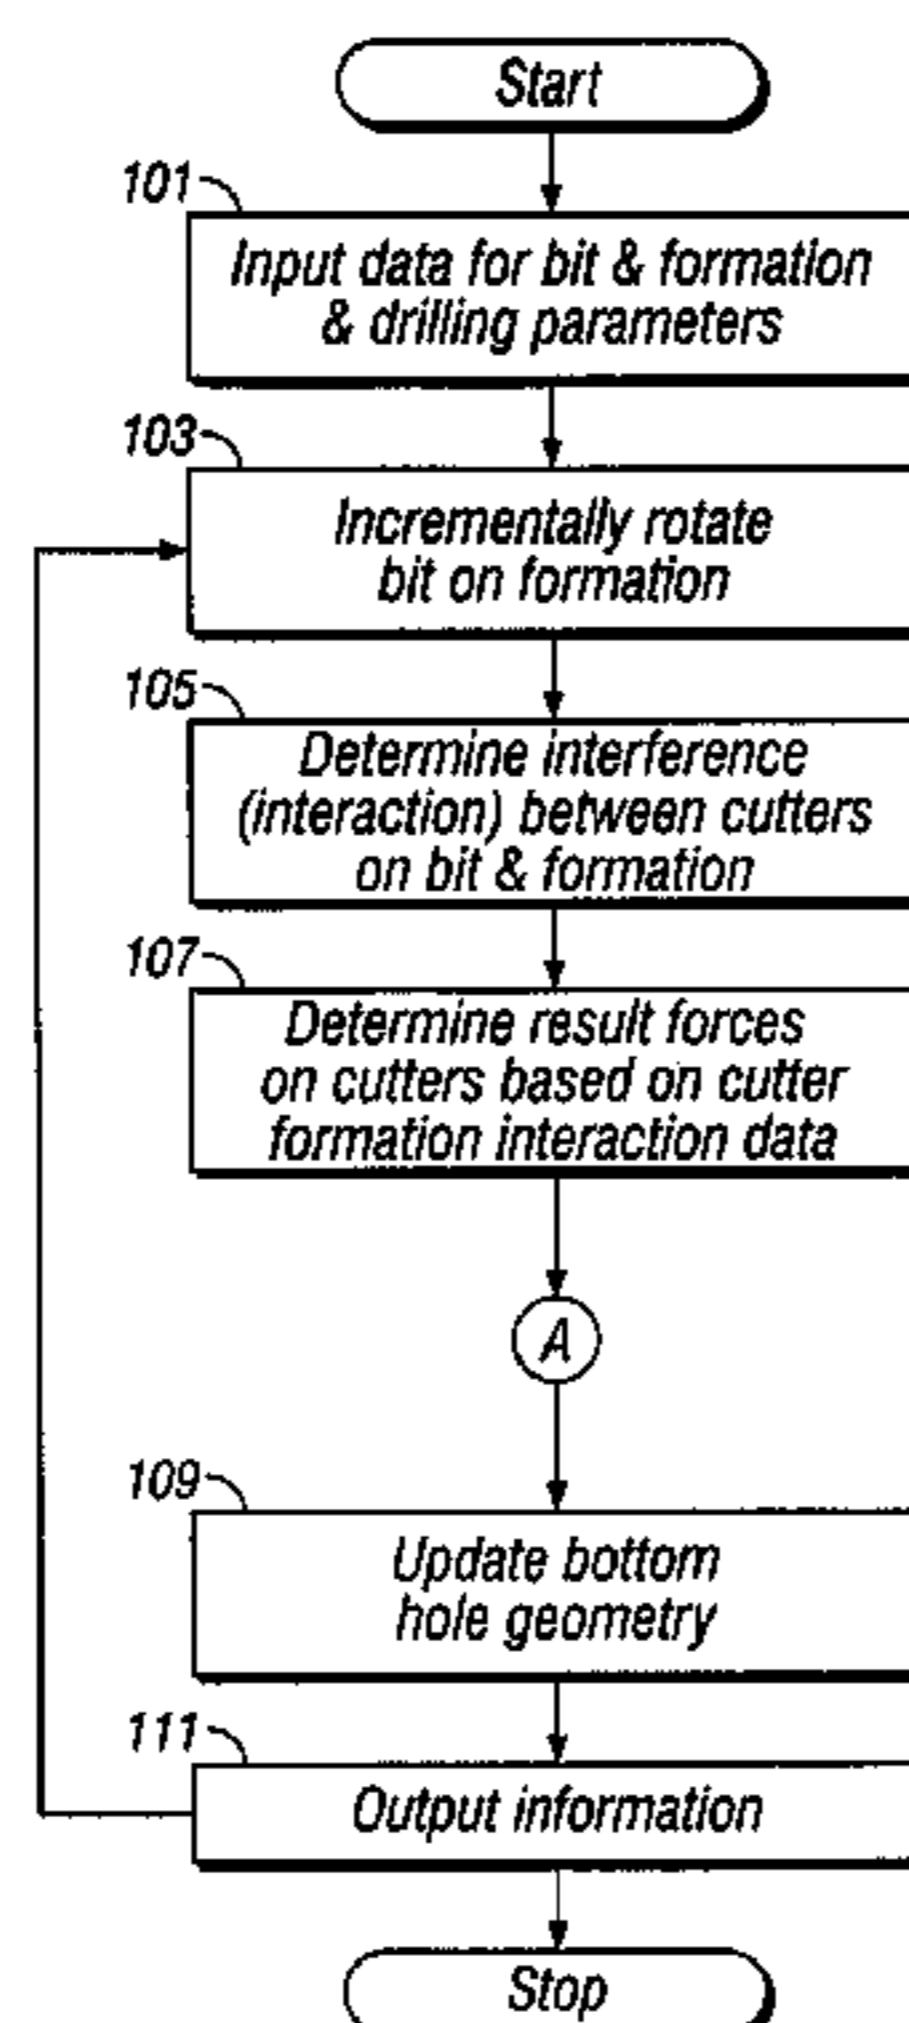 Start
101
Input data for bit & formation
& drilling parameters
103
Incrementally rotate
bit on formation
105
Determine interference
(interaction) between cutters
on bit & formation
107
Determine result forces
on cutters based on cutter
formation interaction data
A
109
Update bottom
hole geometry
111
Output information
Stop